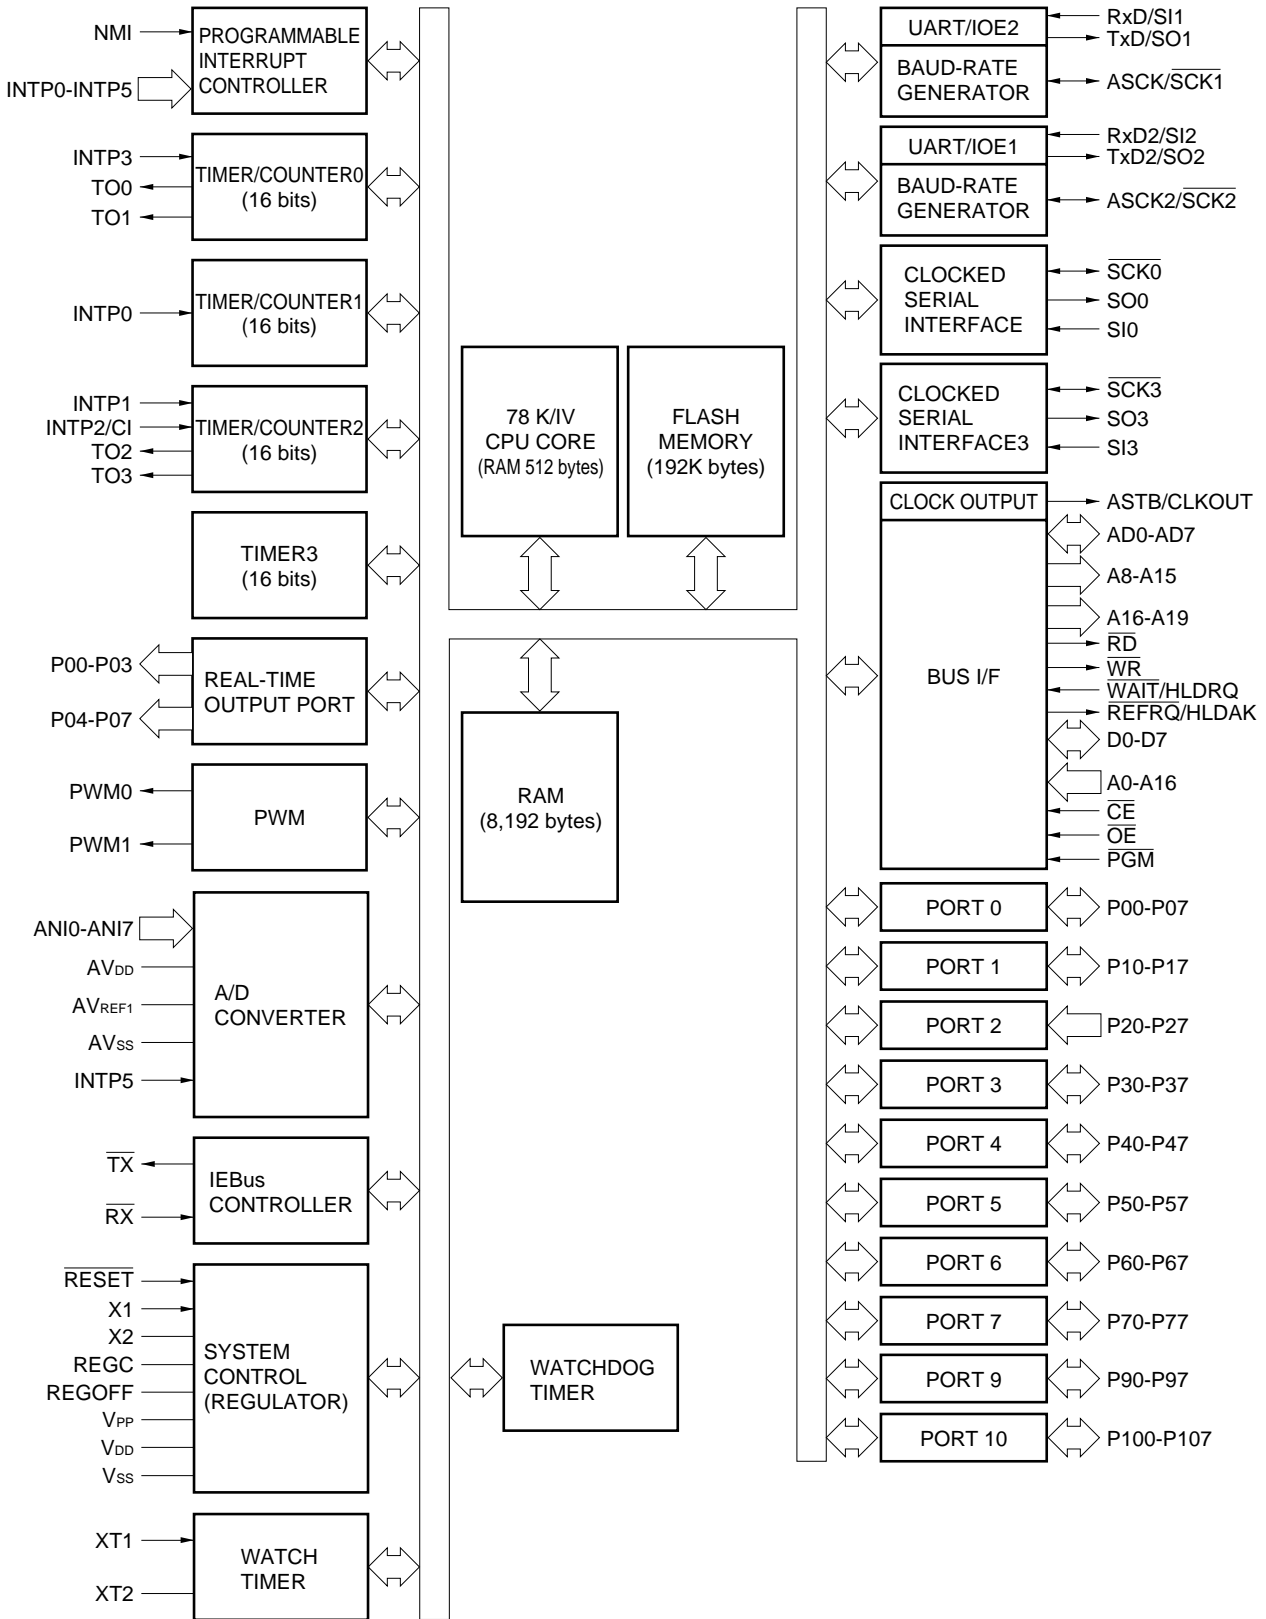 NMI
INTP0-INTP5
PROGRAMMABLE
INTERRUPT
CONTROLLER
INTP3
TO0
TO1
TIMER/COUNTER0
(16 bits)
INTP0
TIMER/COUNTER1
(16 bits)
INTP1
INTP2/CI
TO2
TO3
TIMER/COUNTER2
(16 bits)
TIMER3
(16 bits)
P00-P03
P04-P07
REAL-TIME
OUTPUT PORT
PWM0
PWM1
PWM
ANI0-ANI7
AVDD
AVREF1
AVSS
INTP5
A/D
CONVERTER
TX
RX
IEBus
CONTROLLER
RESET
X1
X2
REGC
REGOFF
VPP
VDD
VSS
SYSTEM
CONTROL
(REGULATOR)
XT1
XT2
WATCH
TIMER
78 K/IV
CPU CORE
(RAM 512 bytes)
FLASH
MEMORY
(192K bytes)
RAM
(8,192 bytes)
WATCHDOG
TIMER
UART/IOE2
BAUD-RATE
GENERATOR
RxD/SI1
TxD/SO1
ASCK/SCK1
UART/IOE1
BAUD-RATE
GENERATOR
RxD2/SI2
TxD2/SO2
ASCK2/SCK2
CLOCKED
SERIAL
INTERFACE
SCK0
SO0
SI0
CLOCKED
SERIAL
INTERFACE3
SCK3
SO3
SI3
CLOCK OUTPUT
BUS I/F
ASTB/CLKOUT
AD0-AD7
A8-A15
A16-A19
RD
WR
WAIT/HLDRQ
REFRQ/HLDAK
D0-D7
A0-A16
CE
OE
PGM
PORT 0
P00-P07
PORT 1
P10-P17
PORT 2
P20-P27
PORT 3
P30-P37
PORT 4
P40-P47
PORT 5
P50-P57
PORT 6
P60-P67
PORT 7
P70-P77
PORT 9
P90-P97
PORT 10
P100-P107